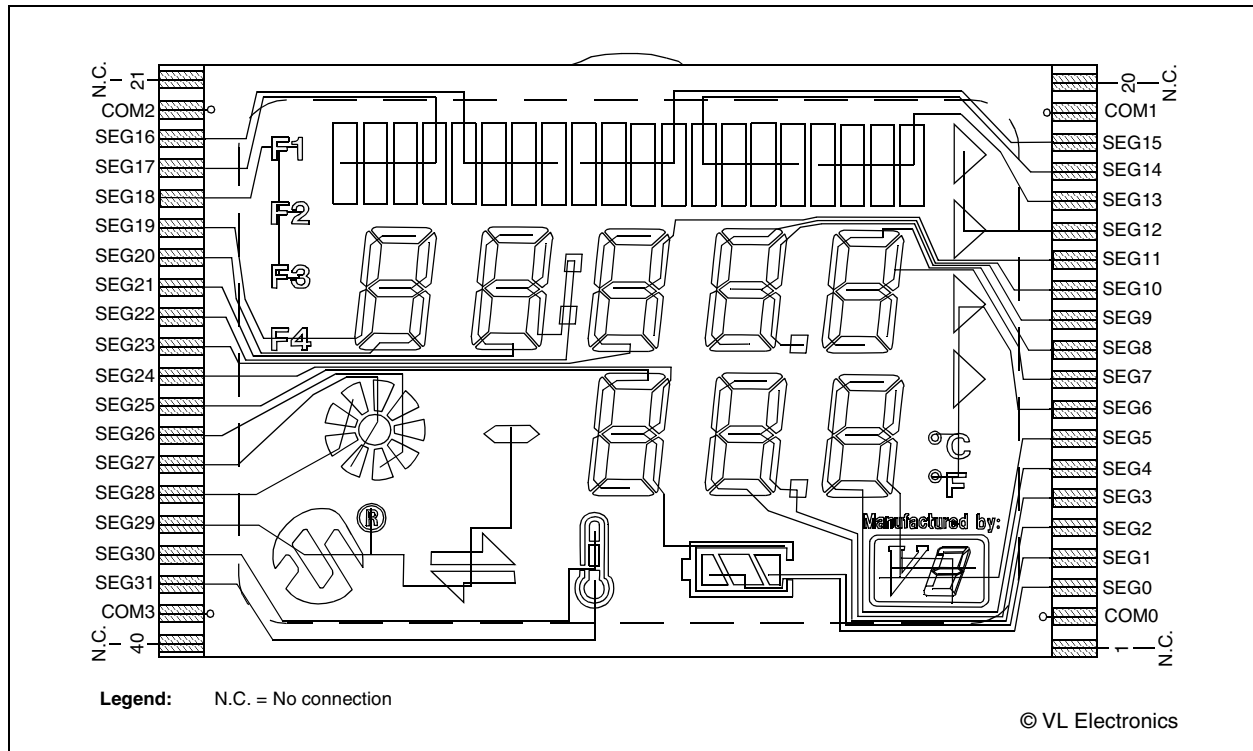 N.C.
21
COM2
SEG16
SEG17
SEG18
SEG19
SEG20
SEG21
SEG22
SEG23
SEG24
SEG25
SEG26
SEG27
SEG28
SEG29
SEG30
SEG31
COM3
N.C.
40
F1
F2
F3
F4
®
°C
°F
Manufactured by:
20
N.C.
COM1
SEG15
SEG14
SEG13
SEG12
SEG11
SEG10
SEG9
SEG8
SEG7
SEG6
SEG5
SEG4
SEG3
SEG2
SEG1
SEG0
COM0
1
N.C.
Legend: N.C. = No connection
© VL Electronics